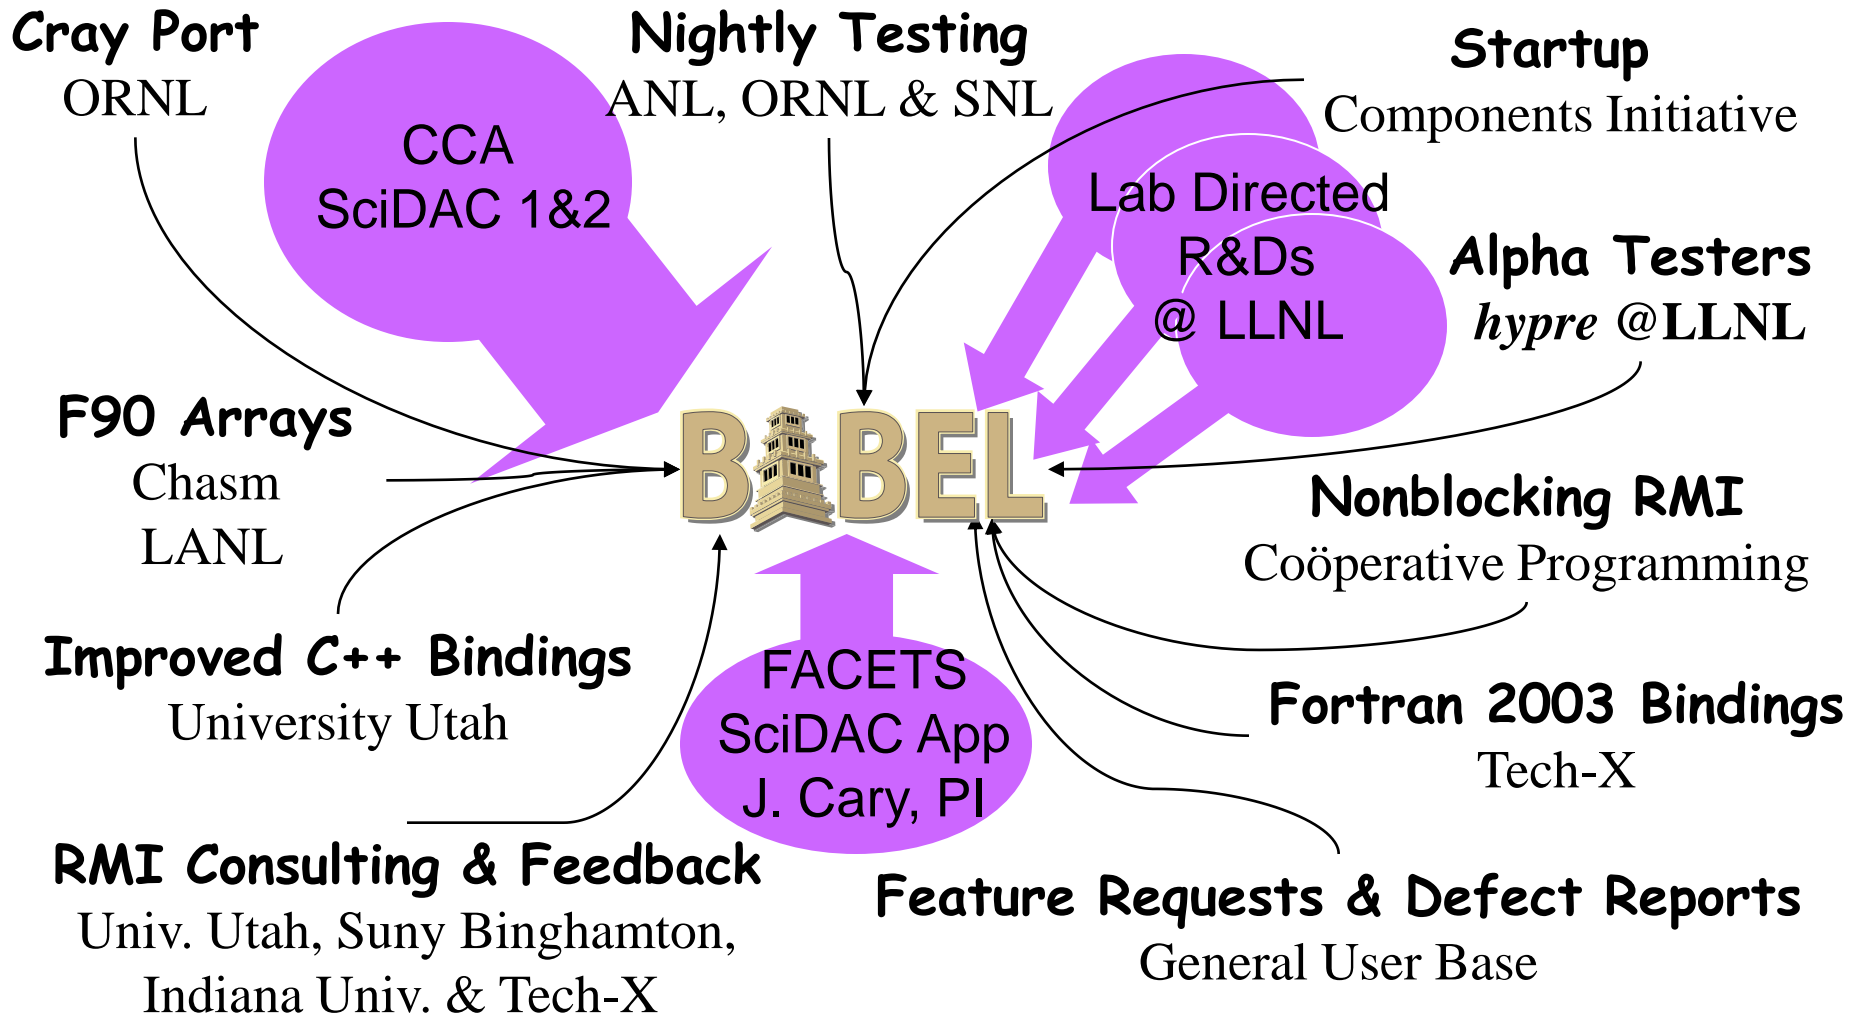 Cray Port
ORNL
CCA
SciDAC 1&2
Nightly Testing
ANL, ORNL & SNL
Startup
Components Initiative
Lab Directed
R&Ds
@ LLNL
Alpha Testers
hypre @LLNL
F90 Arrays
Chasm
LANL
BABEL
Nonblocking RMI
Coöperative Programming
Improved C++ Bindings
University Utah
FACETS
SciDAC App
J. Cary, PI
Fortran 2003 Bindings
Tech-X
RMI Consulting & Feedback
Univ. Utah, Suny Binghamton,
Indiana Univ. & Tech-X
Feature Requests & Defect Reports
General User Base